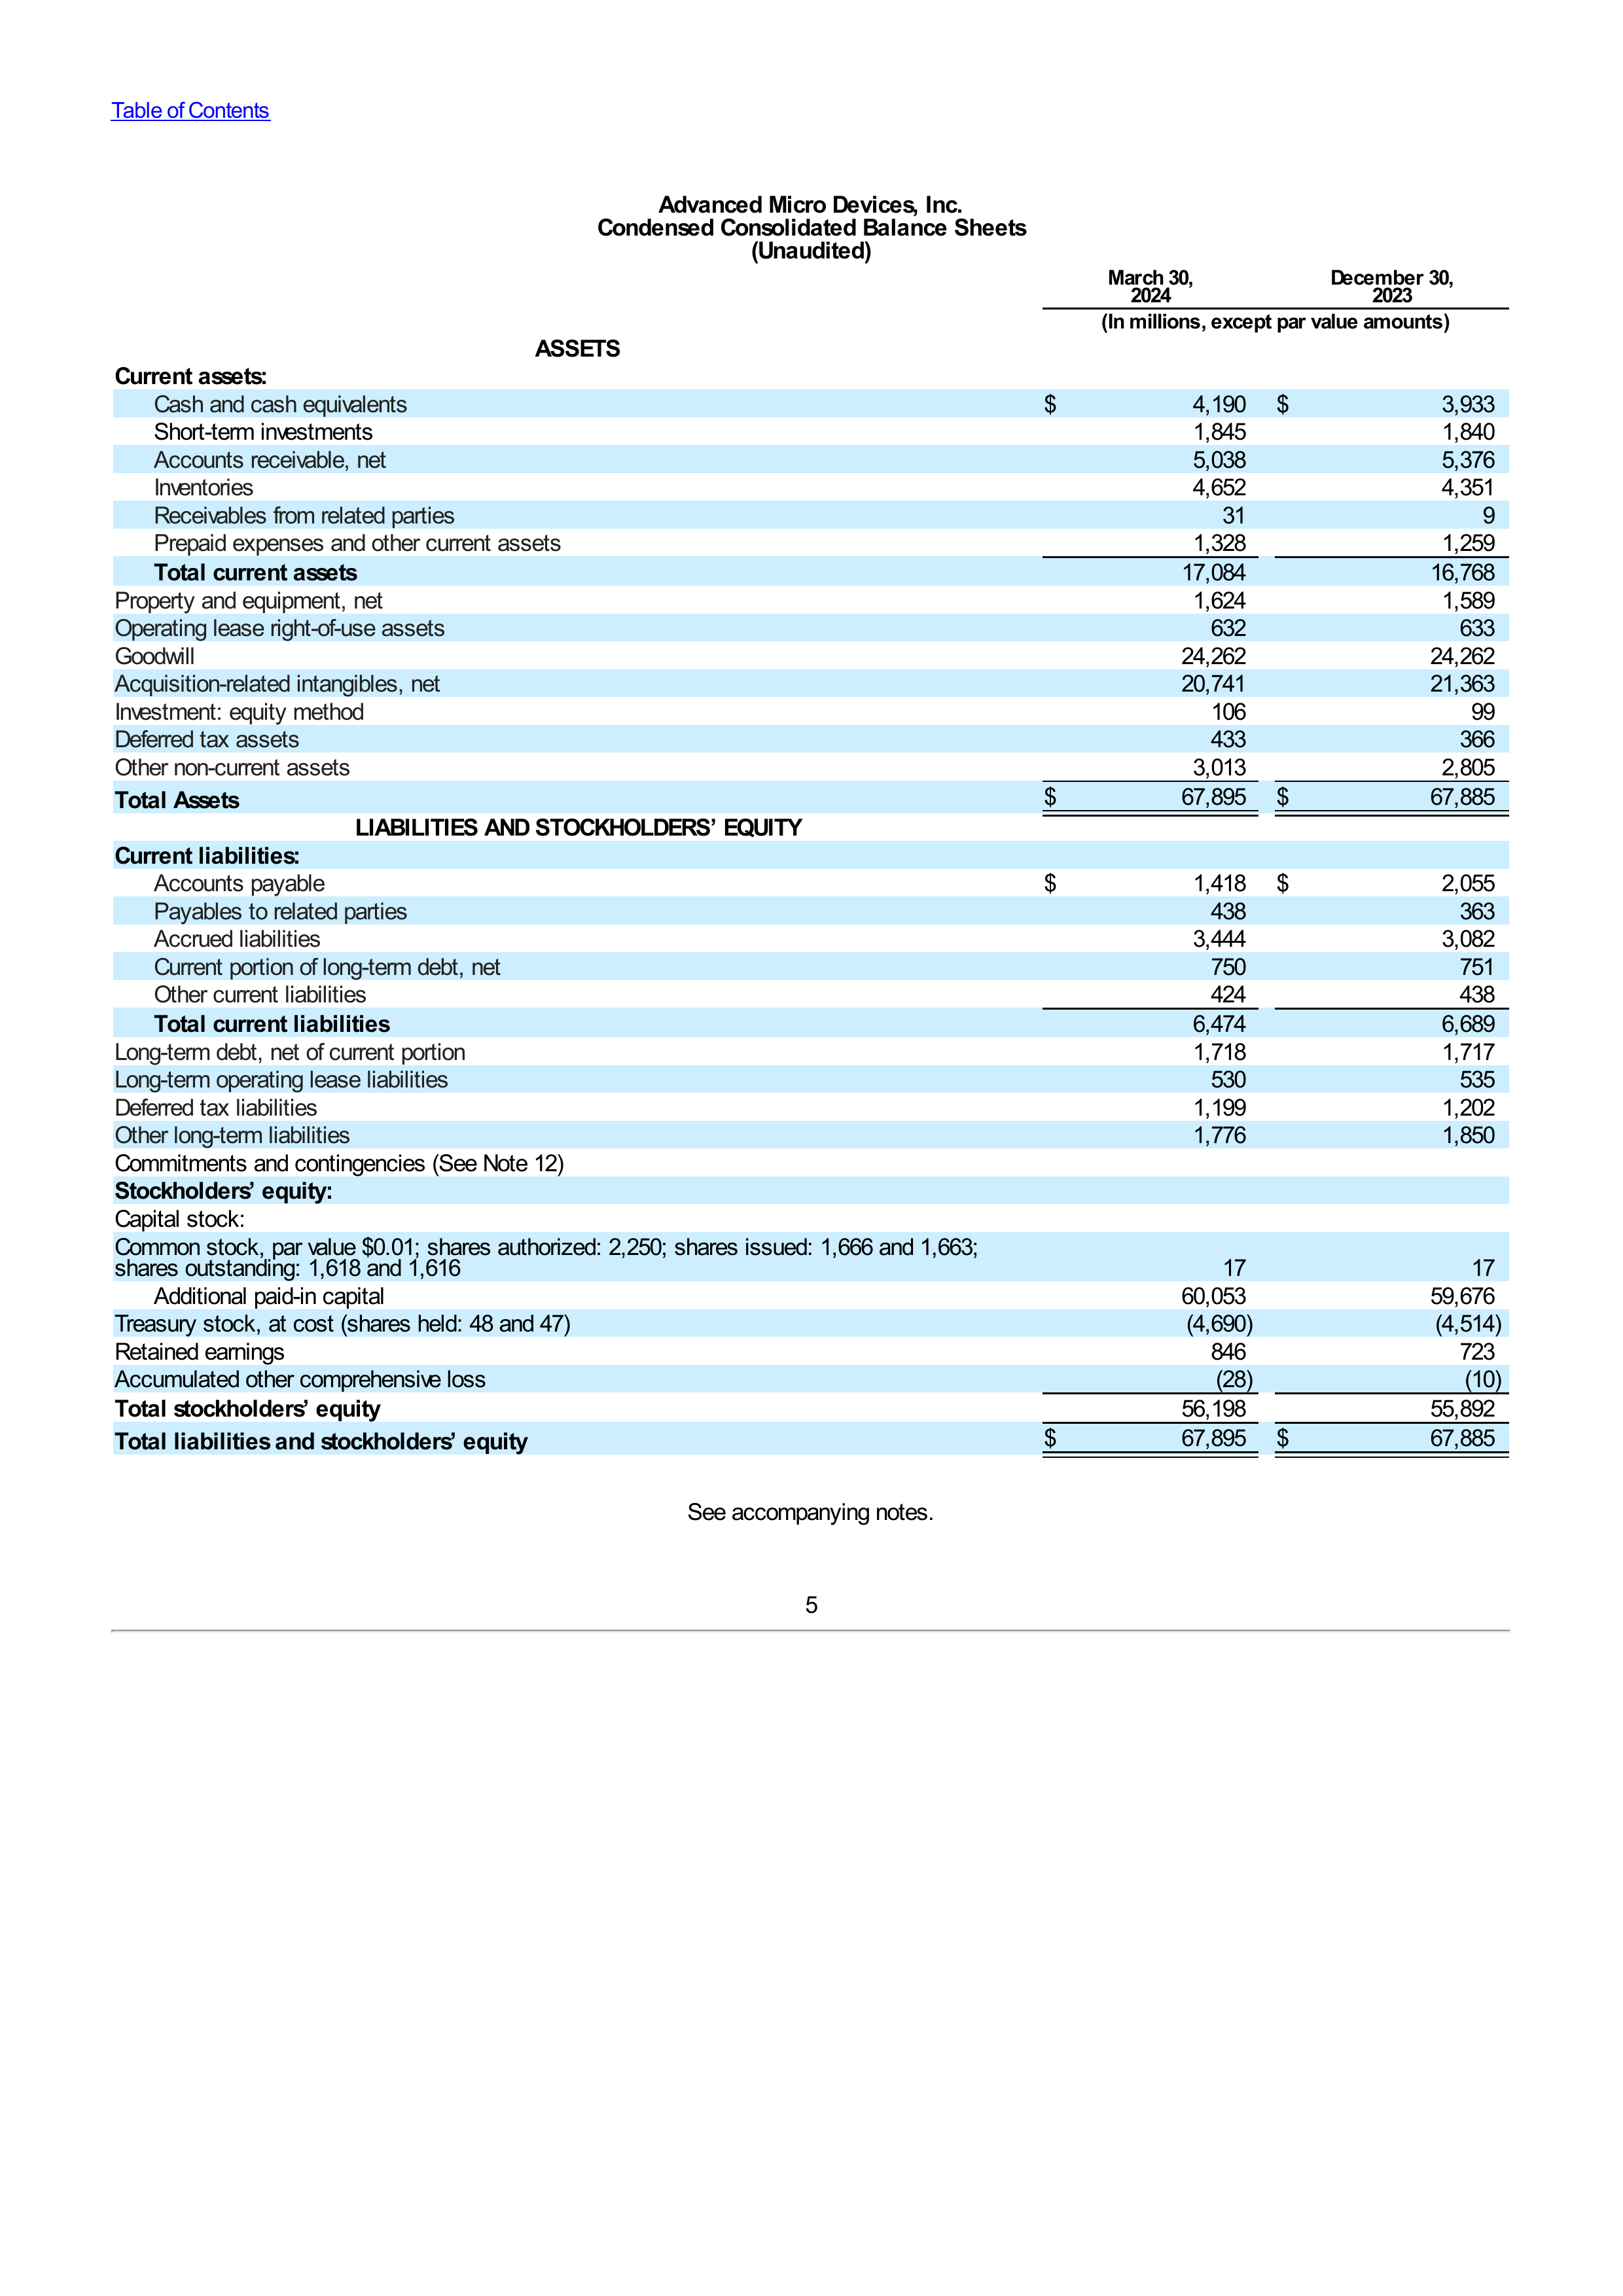 Table of Contents
Advanced Micro Devices, Inc.
Condensed Consolidated Balance Sheets
(Unaudited)
March 30, 2024 December 30, 2023
(In millions, except par value amounts)
ASSETS
Current assets:
Cash and cash equivalents $ 4,190 $ 3,933
Short-term investments 1,845 1,840
Accounts receivable, net 5,038 5,376
Inventories 4,652 4,351
Receivables from related parties 31 9
Prepaid expenses and other current assets 1,328 1,259
Total current assets 17,084 16,768
Property and equipment, net 1,624 1,589
Operating lease right-of-use assets 632 633
Goodwill 24,262 24,262
Acquisition-related intangibles, net 20,741 21,363
Investment: equity method 106 99
Deferred tax assets 433 366
Other non-current assets 3,013 2,805
Total Assets $ 67,895 $ 67,885
LIABILITIES AND STOCKHOLDERS’ EQUITY
Current liabilities:
Accounts payable $ 1,418 $ 2,055
Payables to related parties 438 363
Accrued liabilities 3,444 3,082
Current portion of long-term debt, net 750 751
Other current liabilities 424 438
Total current liabilities 6,474 6,689
Long-term debt, net of current portion 1,718 1,717
Long-term operating lease liabilities 530 535
Deferred tax liabilities 1,199 1,202
Other long-term liabilities 1,776 1,850
Commitments and contingencies (See Note 12)
Stockholders’ equity:
Capital stock:
Common stock, par value $0.01; shares authorized: 2,250; shares issued: 1,666 and 1,663;
shares outstanding: 1,618 and 1,616 17 17
Additional paid-in capital 60,053 59,676
Treasury stock, at cost (shares held: 48 and 47) (4,690) (4,514)
Retained earnings 846 723
Accumulated other comprehensive loss (28) (10)
Total stockholders’ equity 56,198 55,892
Total liabilities and stockholders’ equity $ 67,895 $ 67,885
See accompanying notes.
5